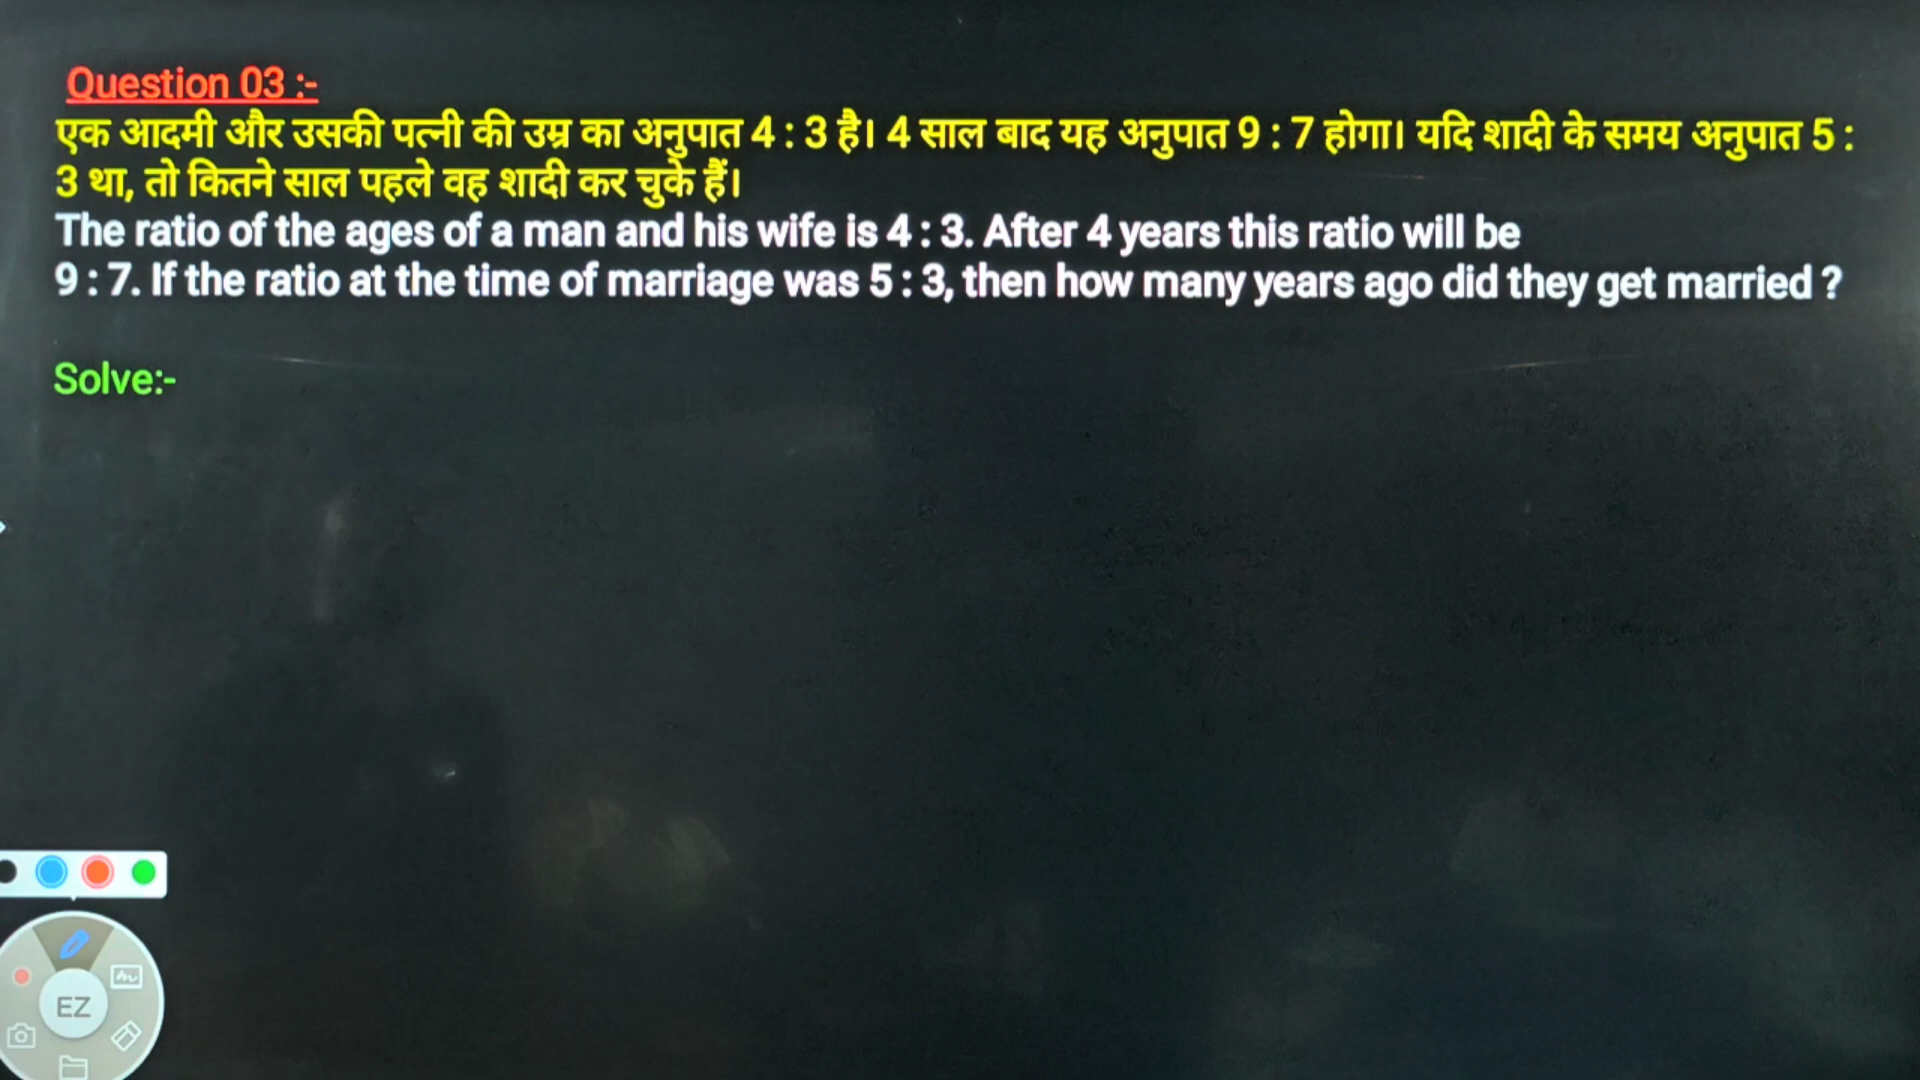 Question 03 :-
एक आदमी और उसकी पत्नी की उम्र का अनुपात 4 : 3 है। 4 साल बाद यह अनुपात 9 : 7 होगा। यदि शादी के समय अनुपात 5 :
3 था, तो कितने साल पहले वह शादी कर चुके हैं।
The ratio of the ages of a man and his wife is 4 : 3. After 4 years this ratio will be
9 : 7. If the ratio at the time of marriage was 5 : 3, then how many years ago did they get married ?
Solve:-
EZ